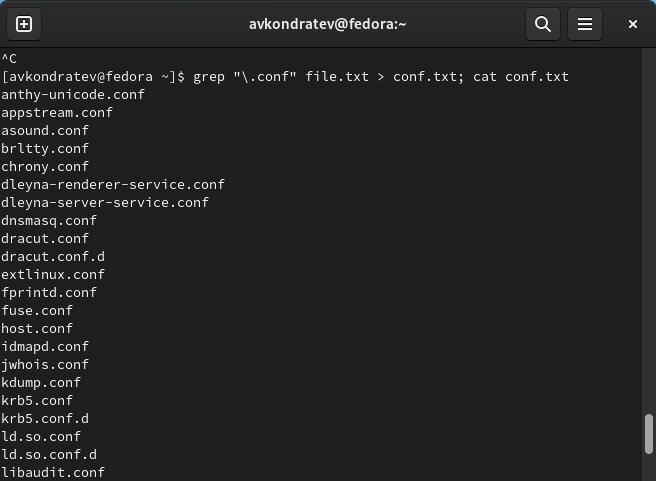 avkondratev@fedora:~
^C
[avkondratev@fedora ~]$ grep "\.conf" file.txt > conf.txt; cat conf.txt
anthy-unicode.conf
appstream.conf
asound.conf
brltty.conf
chrony.conf
dleyna-renderer-service.conf
dleyna-server-service.conf
dnsmasq.conf
dracut.conf
dracut.conf.d
extlinux.conf
fprintd.conf
fuse.conf
host.conf
idmapd.conf
jwhois.conf
kdump.conf
krb5.conf
krb5.conf.d
ld.so.conf
ld.so.conf.d
libaudit.conf